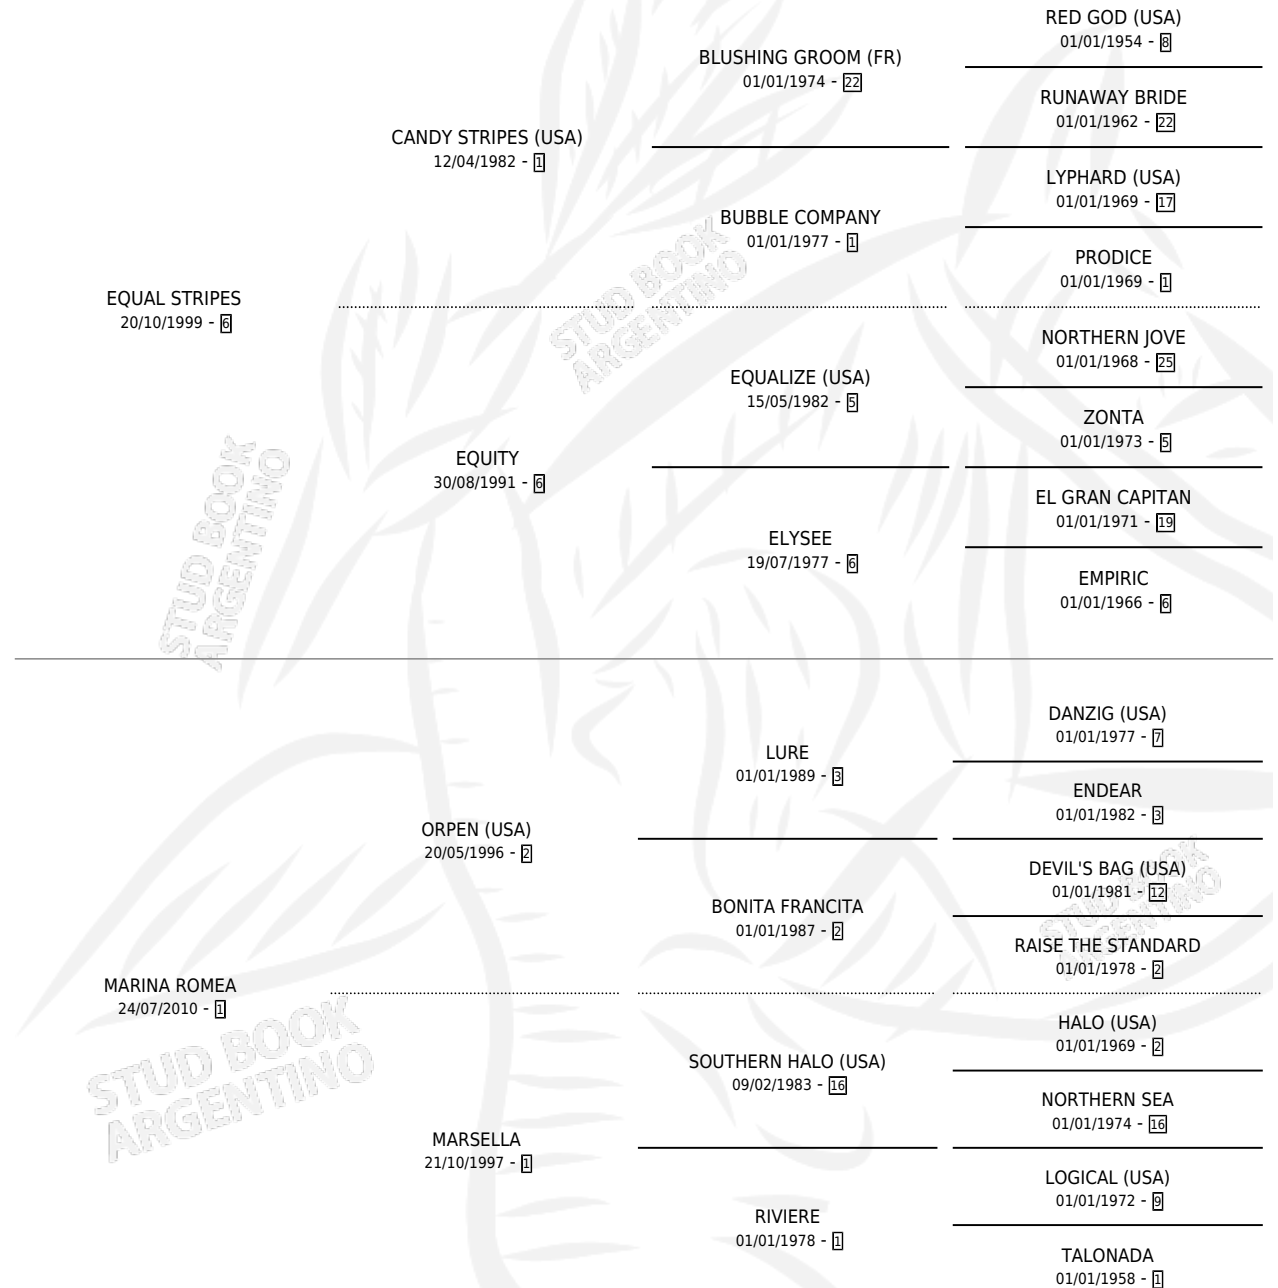 RED GOD (USA)
01/01/1954 - 8
BLUSHING GROOM (FR)
01/01/1974 - 22
RUNAWAY BRIDE
01/01/1962 - 22
CANDY STRIPES (USA)
12/04/1982 - 1
LYPHARD (USA)
01/01/1969 - 17
BUBBLE COMPANY
01/01/1977 - 1
PRODICE
01/01/1969 - 1
EQUAL STRIPES
20/10/1999 - 6
NORTHERN JOVE
01/01/1968 - 25
EQUALIZE (USA)
15/05/1982 - 5
ZONTA
01/01/1973 - 5
EQUITY
30/08/1991 - 6
EL GRAN CAPITAN
01/01/1971 - 19
ELYSEE
19/07/1977 - 6
EMPIRIC
01/01/1966 - 6
DANZIG (USA)
01/01/1977 - 7
LURE
01/01/1989 - 3
ENDEAR
01/01/1982 - 3
ORPEN (USA)
20/05/1996 - 2
DEVIL'S BAG (USA)
01/01/1981 - 12
BONITA FRANCITA
01/01/1987 - 2
RAISE THE STANDARD
01/01/1978 - 2
MARINA ROMEA
24/07/2010 - 1
HALO (USA)
01/01/1969 - 2
SOUTHERN HALO (USA)
09/02/1983 - 16
NORTHERN SEA
01/01/1974 - 16
MARSELLA
21/10/1997 - 1
LOGICAL (USA)
01/01/1972 - 9
RIVIERE
01/01/1978 - 1
TALONADA
01/01/1958 - 1
STUD BOOK
ARGENTINO
STUD BOOK
ARGENTINO
STUD BOOK
ARGENTINO
STUD BOOK
ARGENTINO